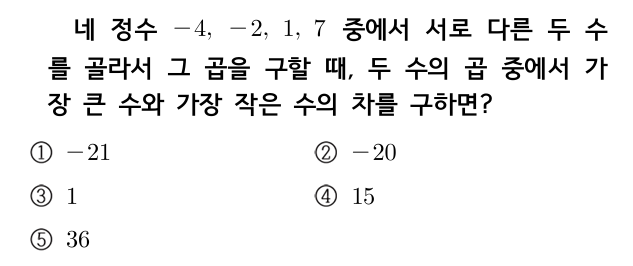 네 정수 −4, −2, 1, 7 중에서 서로 다른 두 수
를 골라서 그 곱을 구할 때, 두 수의 곱 중에서 가
장 큰 수와 가장 작은 수의 차를 구하면?
① −21 ② −20
③ 1 ④ 15
⑤ 36